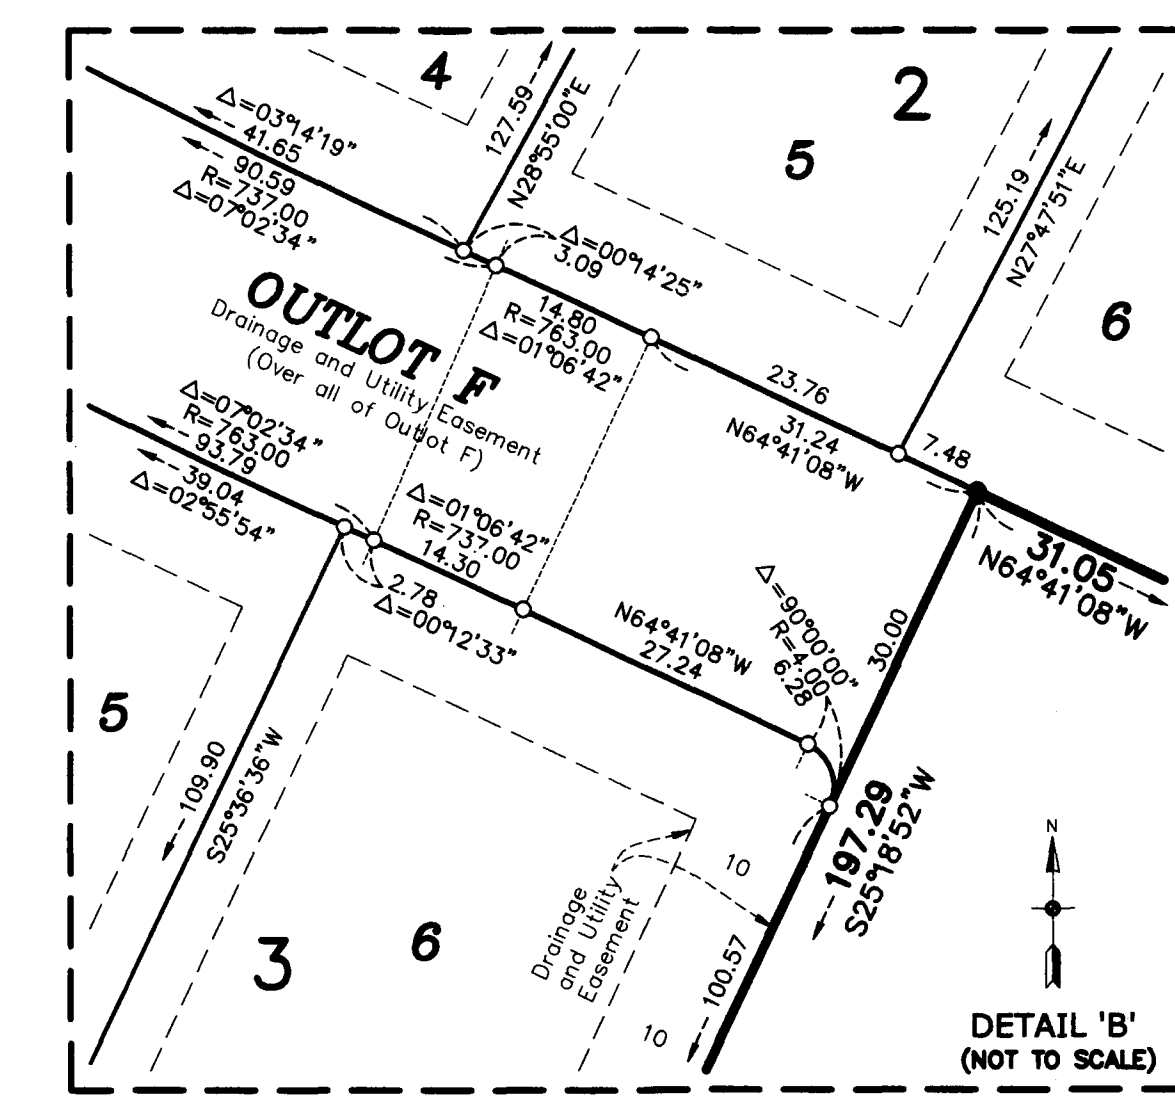 4
2
5
6
127.59
N28°55'00"E
125.19
N27°47'51"E
Δ=03°14'19"
41.65
90.59
R=737.00
Δ=07°02'34"
Δ=00°14'25"
3.09
OUTLOT F
Drainage and Utility Easement
(Over all of Outlot F)
14.80
R=763.00
Δ=01°06'42"
23.76
31.24
N64°41'08"W
7.48
31.05
N64°41'08"W
Δ=07°02'34"
R=763.00
93.79
39.04
Δ=02°55'54"
Δ=01°06'42"
R=737.00
14.30
2.78
Δ=00°12'33"
N64°41'08"W
27.24
Δ=90°00'00"
R=4.00
6.28
30.00
5
109.90
S25°36'36"W
197.29
S25°18'52"W
3
6
10
Drainage
and Utility
Easement
100.57
10
N
DETAIL 'B'
(NOT TO SCALE)